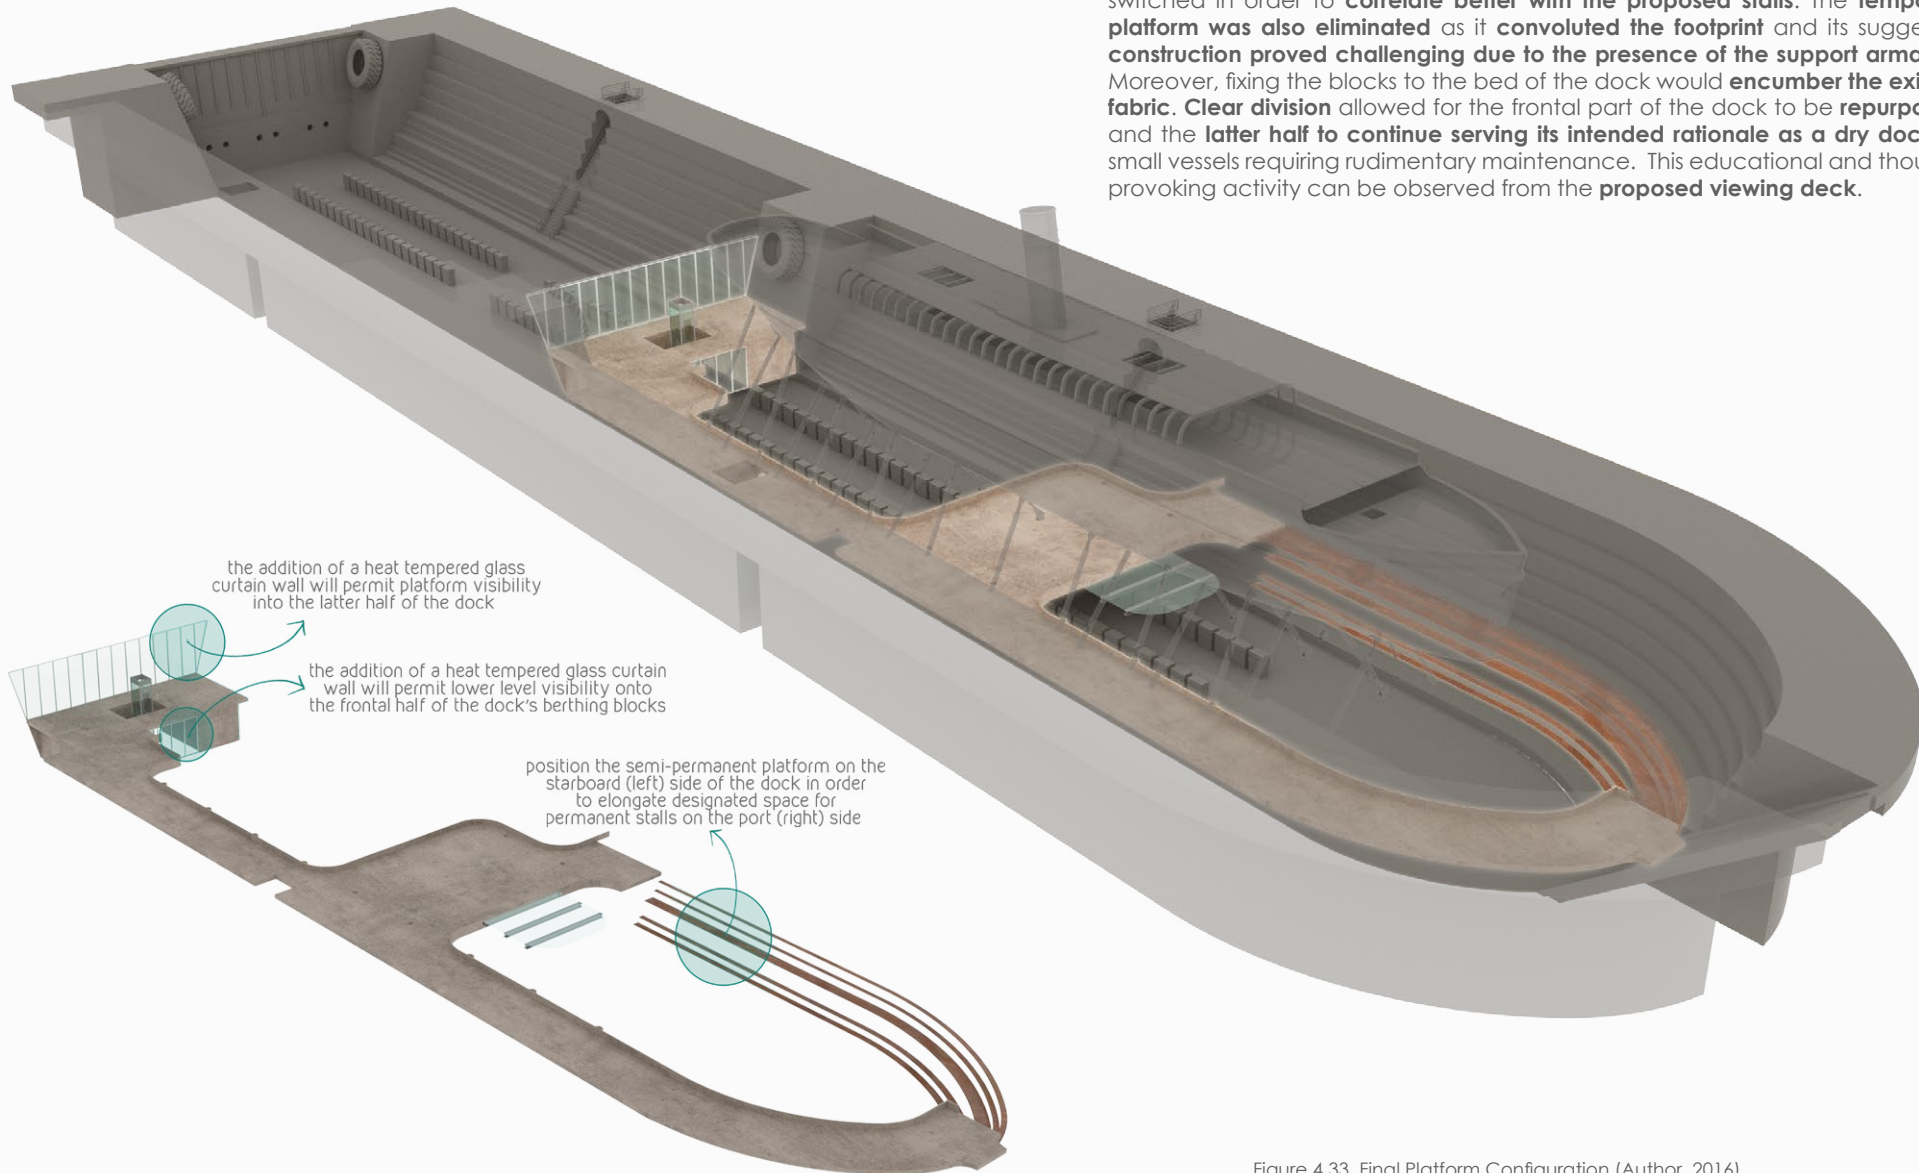 switched in order to correlate better with the proposed stalls. The
platform was also eliminated as it convoluted the footprint and its
construction proved challenging due to the presence of the support
Moreover, fixing the blocks to the bed of the dock would encumber the
fabric. Clear division allowed for the frontal part of the dock to be
and the latter half to continue serving its intended rationale as a dry
small vessels requiring rudimentary maintenance. This educational and
provoking activity can be observed from the proposed viewing deck.
the addition of a heat tempered glass
curtain wall will permit platform visibility
into the latter half of the dock
the addition of a heat tempered glass curtain
wall will permit lower level visibility onto
the frontal half of the dock's berthing blocks
position the semi-permanent platform on the
starboard (left) side of the dock in order
to elongate designated space for
permanent stalls on the port (right) side
Figure 4.33. Final Platform Configuration (Author, 2016)